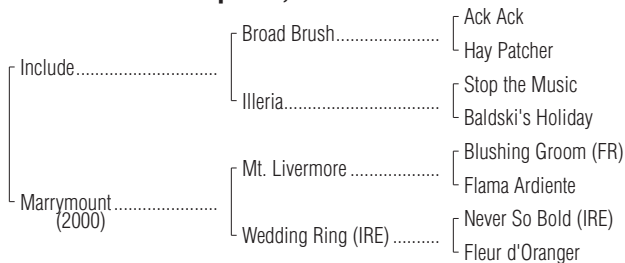 Ack Ack
Broad Brush
Hay Patcher
Include
Stop the Music
Illeria
Baldski's Holiday
Blushing Groom (FR)
Mt. Livermore
Flama Ardiente
Marrymount
(2000)
Never So Bold (IRE)
Wedding Ring (IRE)
Fleur d'Oranger